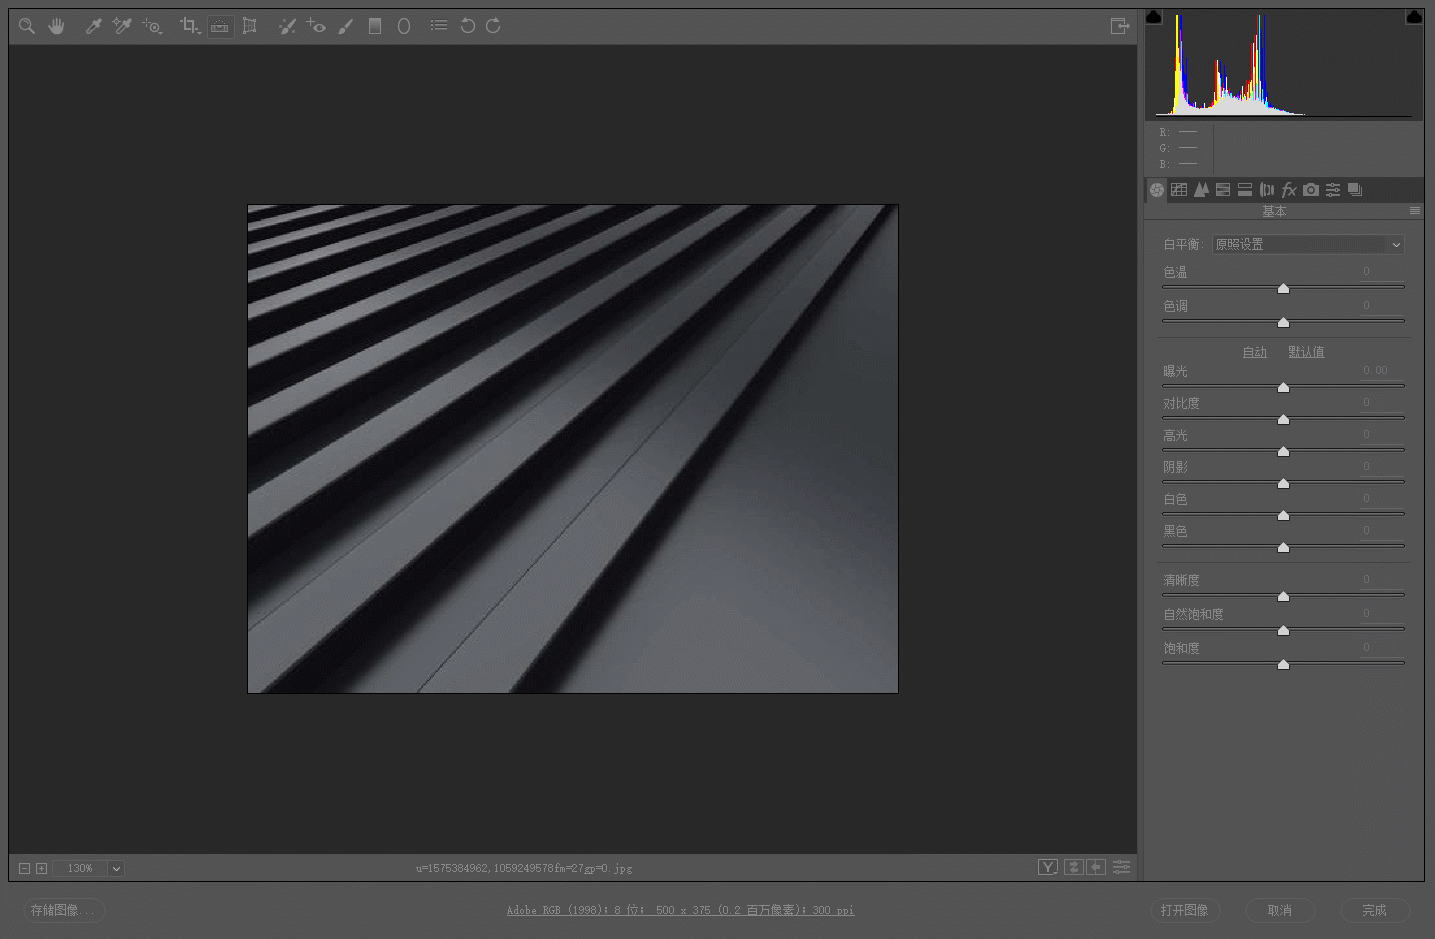 R:
G:
B:
基本
白平衡: 原照设置
色温 0
色调 0
自动 默认值
曝光 0.00
对比度 0
高光 0
阴影 0
白色 0
黑色 0
清晰度 0
自然饱和度 0
饱和度 0
130% u=1575384962,1059249578fm=27gp=0.jpg Y
存储图像... Adobe RGB (1998); 8 位; 500 x 375 (0.2 百万像素); 300 ppi 打开图像 取消 完成